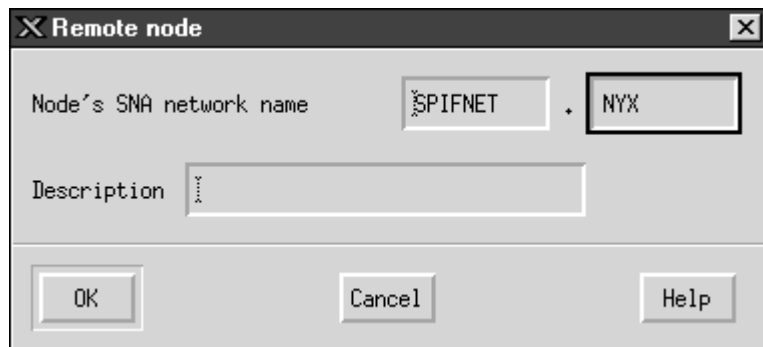 Remote node
Node's SNA network name SPIFNET . NYX
Description
OK Cancel Help